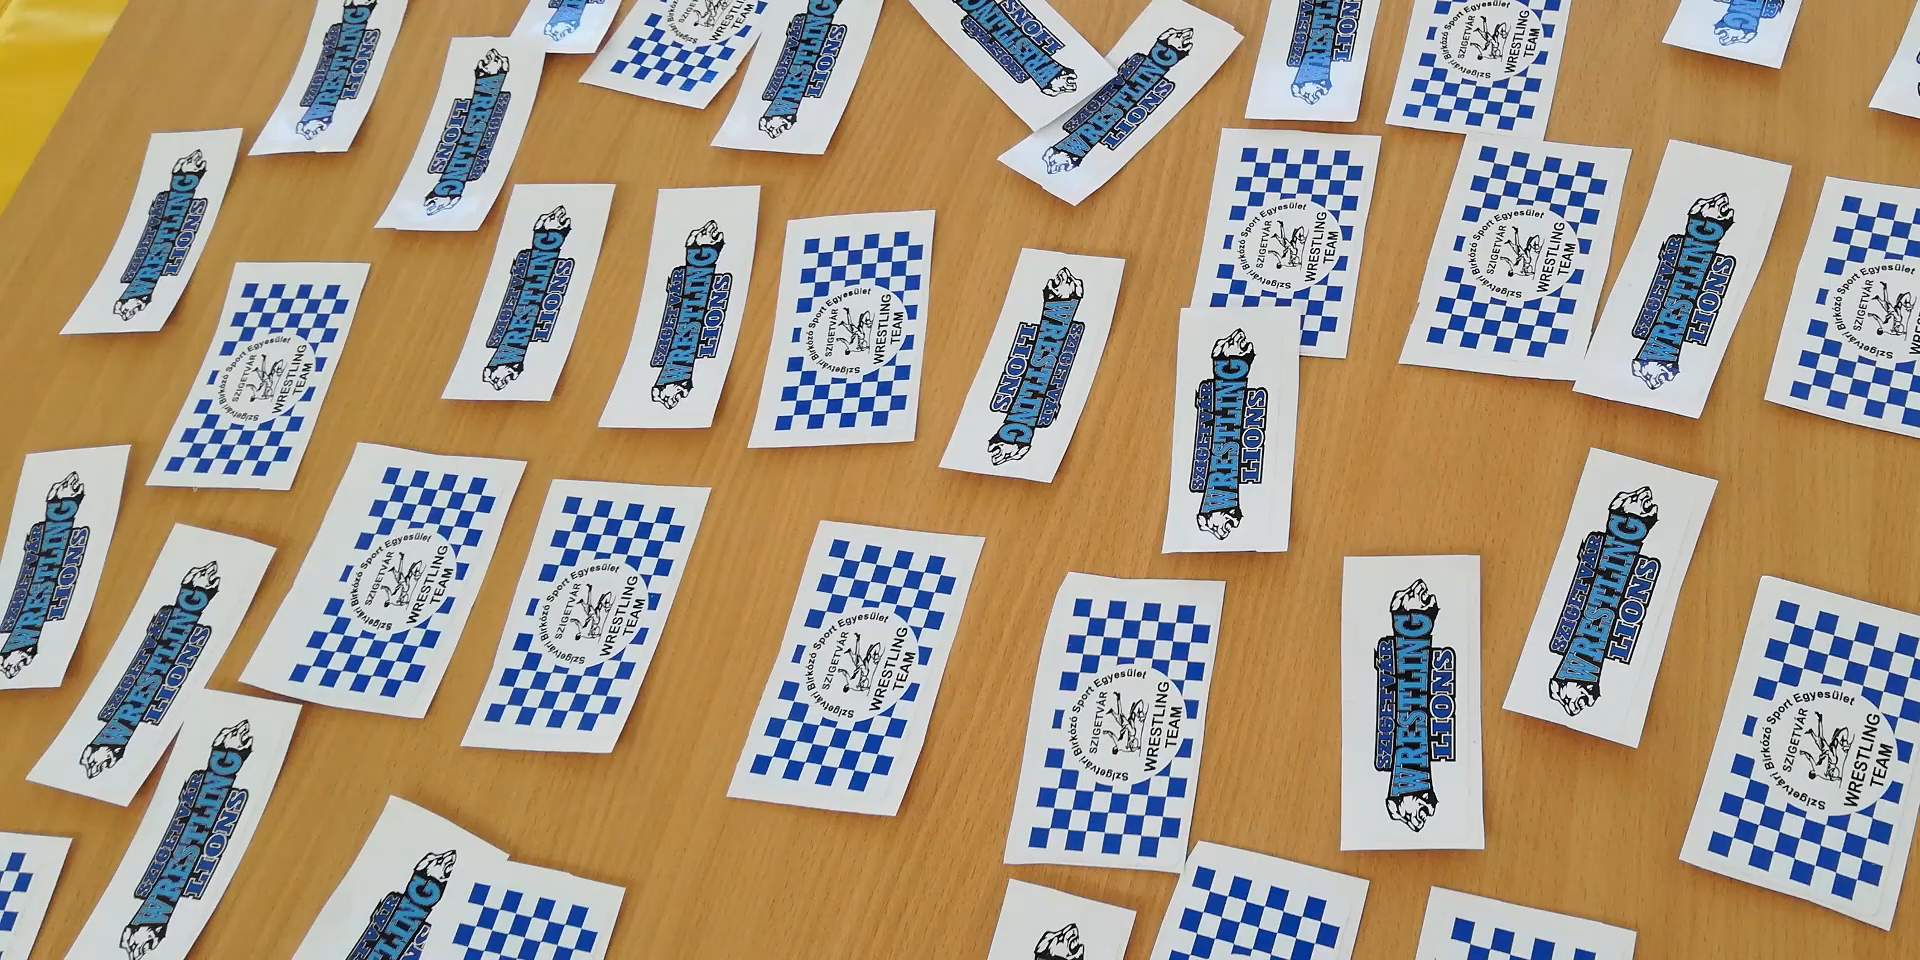 SZIGETVÁR
WRESTLING
LIONS
Szigetvári Birkózó Sport Egyesület
SZIGETVÁR
WRESTLING
TEAM